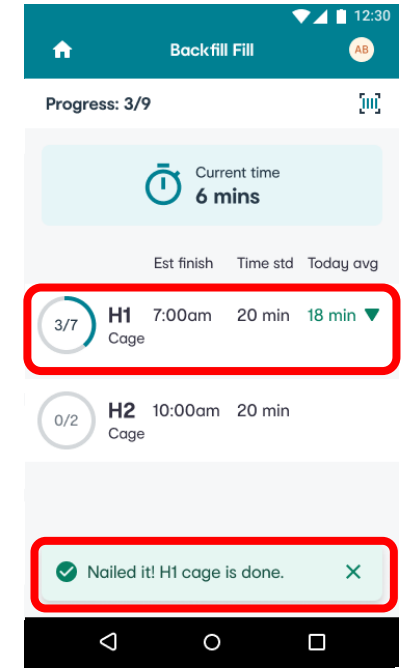 12:30
Backfill Fill
AB
Progress: 3/9
Current time
6 mins
Est finish Time std Today avg
3/7 H1 7:00am 20 min 18 min
Cage
0/2 H2 10:00am 20 min
Cage
Nailed it! H1 cage is done.